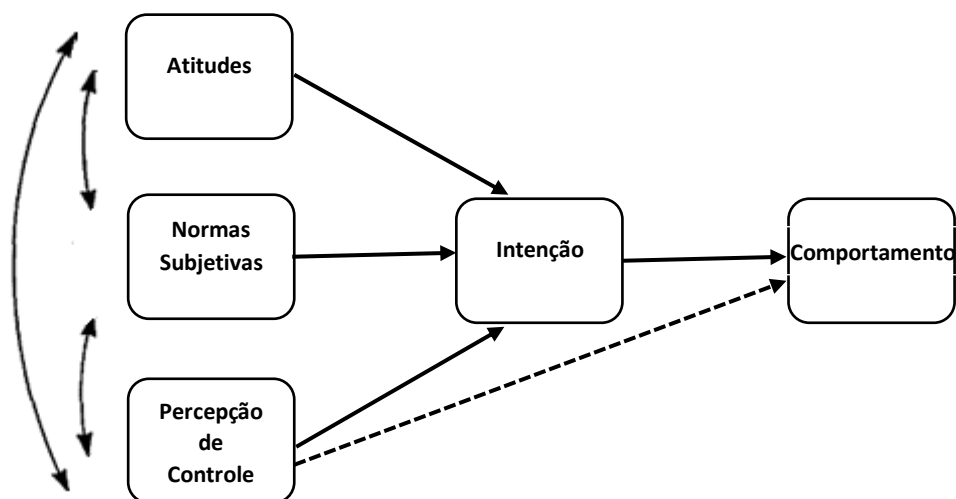 Atitudes
Normas
Subjetivas
Intenção
Comportamento
Percepção
de
Controle